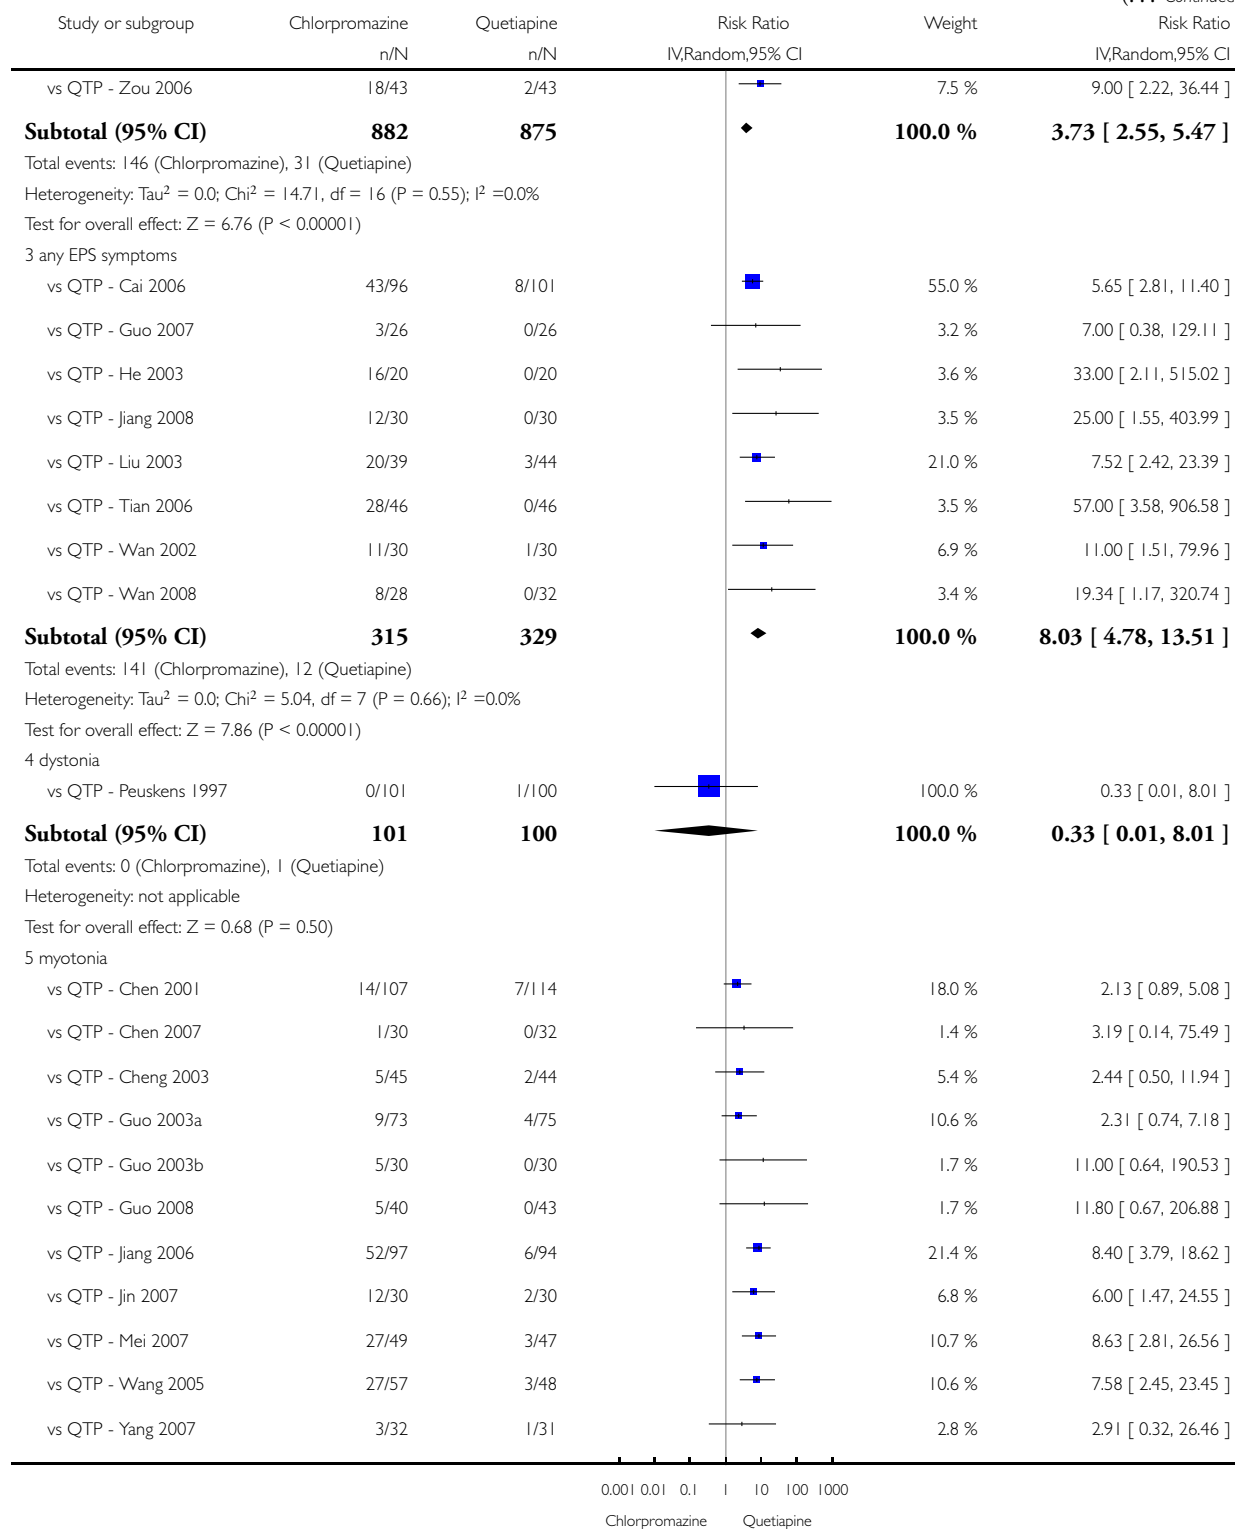 Continued
Study or subgroup Chlorpromazine Quetiapine Risk Ratio Weight Risk Ratio
n/N n/N IV,Random,95% CI IV,Random,95% CI
vs QTP - Zou 2006 18/43 2/43 7.5 % 9.00 [ 2.22, 36.44 ]
Subtotal (95% CI) 882 875 100.0 % 3.73 [ 2.55, 5.47 ]
Total events: 146 (Chlorpromazine), 31 (Quetiapine)
Heterogeneity: Tau² = 0.0; Chi² = 14.71, df = 16 (P = 0.55); I² =0.0%
Test for overall effect: Z = 6.76 (P < 0.00001)
3 any EPS symptoms
vs QTP - Cai 2006 43/96 8/101 55.0 % 5.65 [ 2.81, 11.40 ]
vs QTP - Guo 2007 3/26 0/26 3.2 % 7.00 [ 0.38, 129.11 ]
vs QTP - He 2003 16/20 0/20 3.6 % 33.00 [ 2.11, 515.02 ]
vs QTP - Jiang 2008 12/30 0/30 3.5 % 25.00 [ 1.55, 403.99 ]
vs QTP - Liu 2003 20/39 3/44 21.0 % 7.52 [ 2.42, 23.39 ]
vs QTP - Tian 2006 28/46 0/46 3.5 % 57.00 [ 3.58, 906.58 ]
vs QTP - Wan 2002 11/30 1/30 6.9 % 11.00 [ 1.51, 79.96 ]
vs QTP - Wan 2008 8/28 0/32 3.4 % 19.34 [ 1.17, 320.74 ]
Subtotal (95% CI) 315 329 100.0 % 8.03 [ 4.78, 13.51 ]
Total events: 141 (Chlorpromazine), 12 (Quetiapine)
Heterogeneity: Tau² = 0.0; Chi² = 5.04, df = 7 (P = 0.66); I² =0.0%
Test for overall effect: Z = 7.86 (P < 0.00001)
4 dystonia
vs QTP - Peuskens 1997 0/101 1/100 100.0 % 0.33 [ 0.01, 8.01 ]
Subtotal (95% CI) 101 100 100.0 % 0.33 [ 0.01, 8.01 ]
Total events: 0 (Chlorpromazine), 1 (Quetiapine)
Heterogeneity: not applicable
Test for overall effect: Z = 0.68 (P = 0.50)
5 myotonia
vs QTP - Chen 2001 14/107 7/114 18.0 % 2.13 [ 0.89, 5.08 ]
vs QTP - Chen 2007 1/30 0/32 1.4 % 3.19 [ 0.14, 75.49 ]
vs QTP - Cheng 2003 5/45 2/44 5.4 % 2.44 [ 0.50, 11.94 ]
vs QTP - Guo 2003a 9/73 4/75 10.6 % 2.31 [ 0.74, 7.18 ]
vs QTP - Guo 2003b 5/30 0/30 1.7 % 11.00 [ 0.64, 190.53 ]
vs QTP - Guo 2008 5/40 0/43 1.7 % 11.80 [ 0.67, 206.88 ]
vs QTP - Jiang 2006 52/97 6/94 21.4 % 8.40 [ 3.79, 18.62 ]
vs QTP - Jin 2007 12/30 2/30 6.8 % 6.00 [ 1.47, 24.55 ]
vs QTP - Mei 2007 27/49 3/47 10.7 % 8.63 [ 2.81, 26.56 ]
vs QTP - Wang 2005 27/57 3/48 10.6 % 7.58 [ 2.45, 23.45 ]
vs QTP - Yang 2007 3/32 1/31 2.8 % 2.91 [ 0.32, 26.46 ]
0.001 0.01 0.1 1 10 100 1000
Chlorpromazine Quetiapine